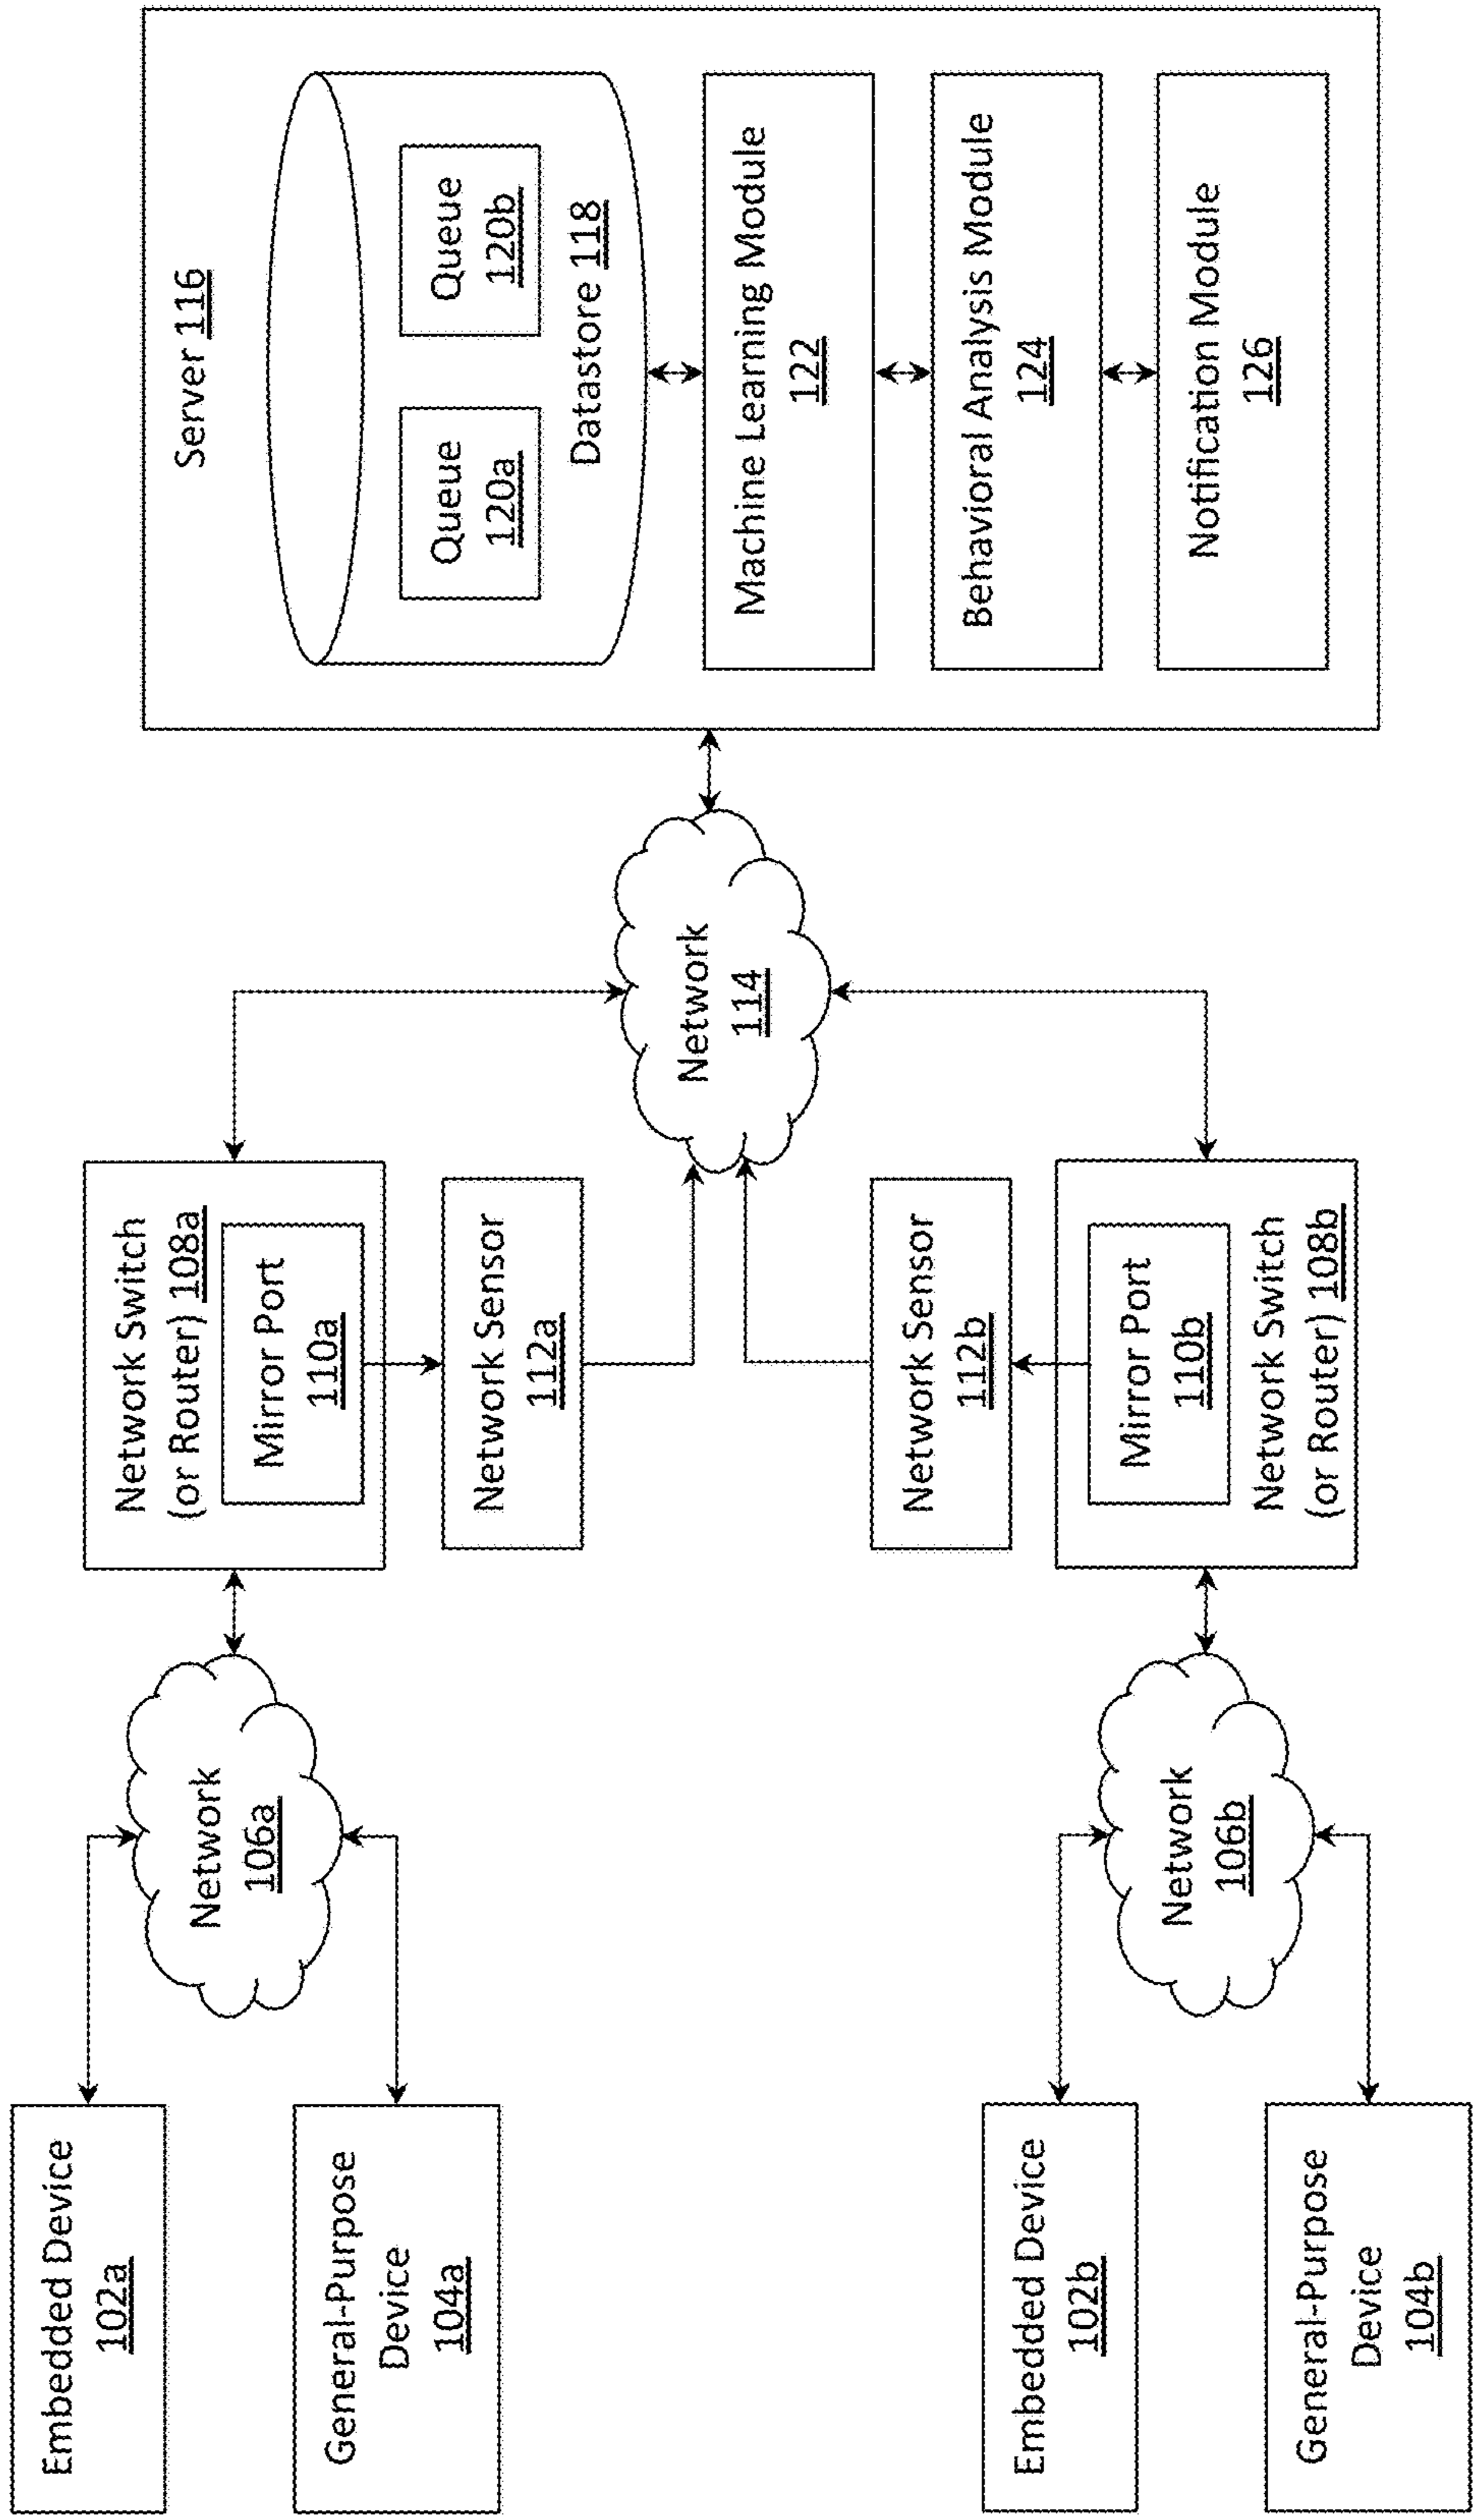 Embedded Device
102a
General-Purpose
Device
104a
Network
106a
Network Switch
(or Router) 108a
Mirror Port
110a
Network Sensor
112a
Embedded Device
102b
General-Purpose
Device
104b
Network
106b
Network Sensor
112b
Mirror Port
110b
Network Switch
(or Router) 108b
Network
114
Server 116
Queue
120a
Queue
120b
Datastore 118
Machine Learning Module
122
Behavioral Analysis Module
124
Notification Module
126